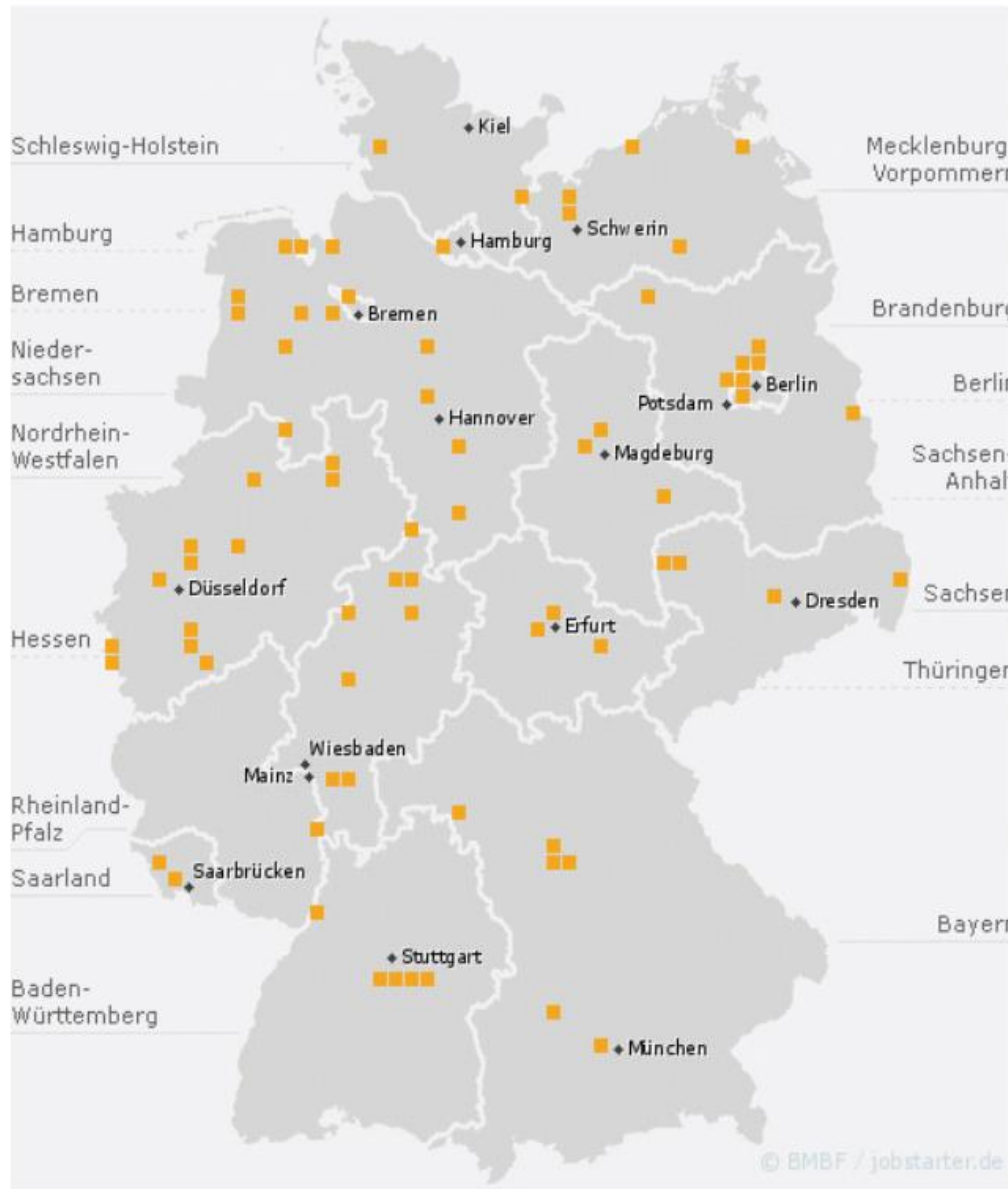 Kiel
Schleswig-Holstein
Mecklenburg
Vorpommern
Schwerin
Hamburg
Hamburg
Bremen
Bremen
Brandenburg
Nieder-
sachsen
Berlin
Berlin
Potsdam
Hannover
Nordrhein-
Westfalen
Magdeburg
Sachsen-
Anhal
Düsseldorf
Dresden
Sachsen
Erfurt
Hessen
Thüringen
Wiesbaden
Mainz
Rheinland-
Pfalz
Saarbrücken
Saarland
Bayern
Stuttgart
Baden-
Württemberg
München
© BMBF / jobstarter.de